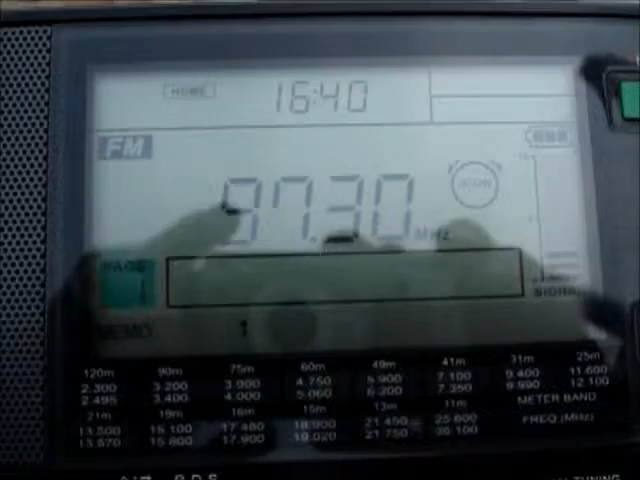 HOME 16:40
FM
97.30 MHz
PAGE
1
MEMO 1
120m 90m 75m 60m 49m 41m 31m 25m
2.300 3.200 3.900 4.750 5.900 7.100 9.400 11.600
2.495 3.400 4.000 5.060 6.200 7.350 9.990 12.100
21m 19m 16m 15m 13m 11m METER BAND
13.500 15.100 17.480 18.900 21.450 25.600 FREQ (MHz)
13.870 15.800 17.900 19.020 21.750 26.100
TUNING